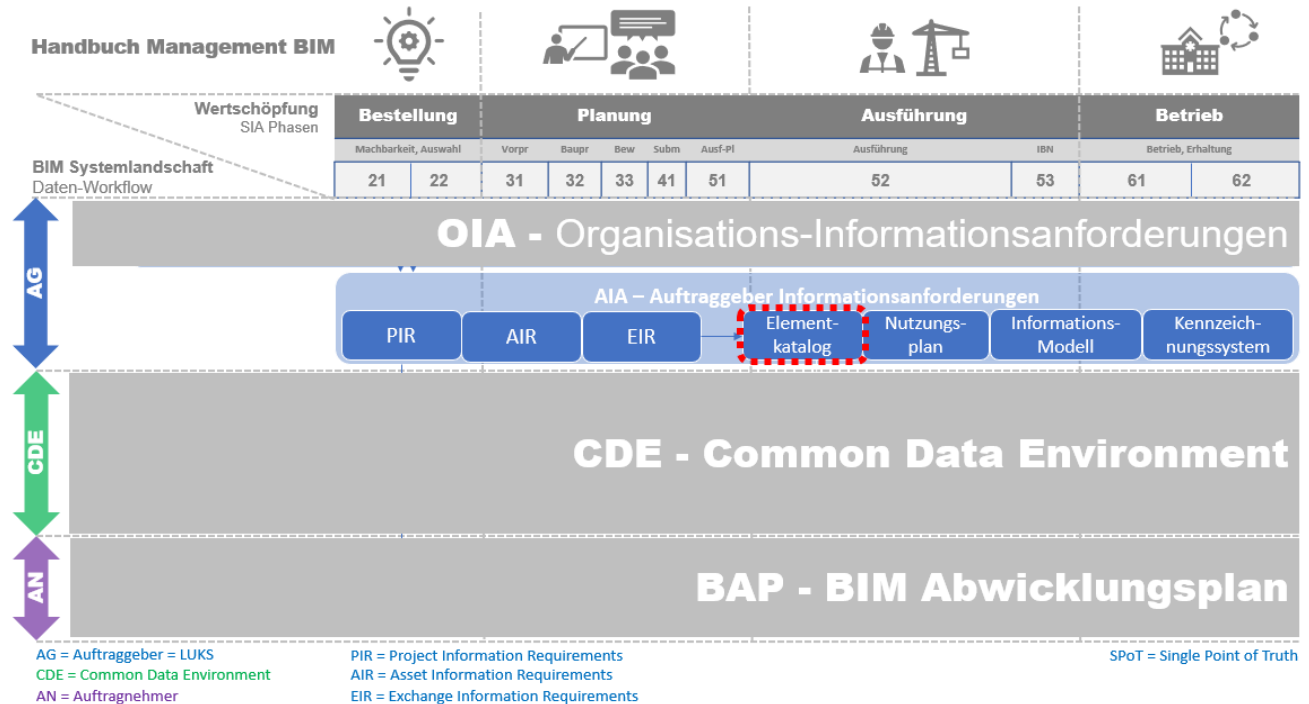 Handbuch Management BIM
Wertschöpfung
SIA Phasen
Bestellung
Planung
Ausführung
Betrieb
Machbarkeit, Auswahl
Vorpr
Baupr
Bew
Subm
Ausf-Pl
Ausführung
IBN
Betrieb, Erhaltung
BIM Systemlandschaft
Daten-Workflow
21
22
31
32
33
41
51
52
53
61
62
AG
OIA - Organisations-Informationsanforderungen
AIA – Auftraggeber Informationsanforderungen
PIR
AIR
EIR
Element-
katalog
Nutzungs-
plan
Informations-
Modell
Kennzeich-
nungssystem
CDE
CDE - Common Data Environment
AN
BAP - BIM Abwicklungsplan
AG = Auftraggeber = LUKS
CDE = Common Data Environment
AN = Auftragnehmer
PIR = Project Information Requirements
AIR = Asset Information Requirements
EIR = Exchange Information Requirements
SPoT = Single Point of Truth